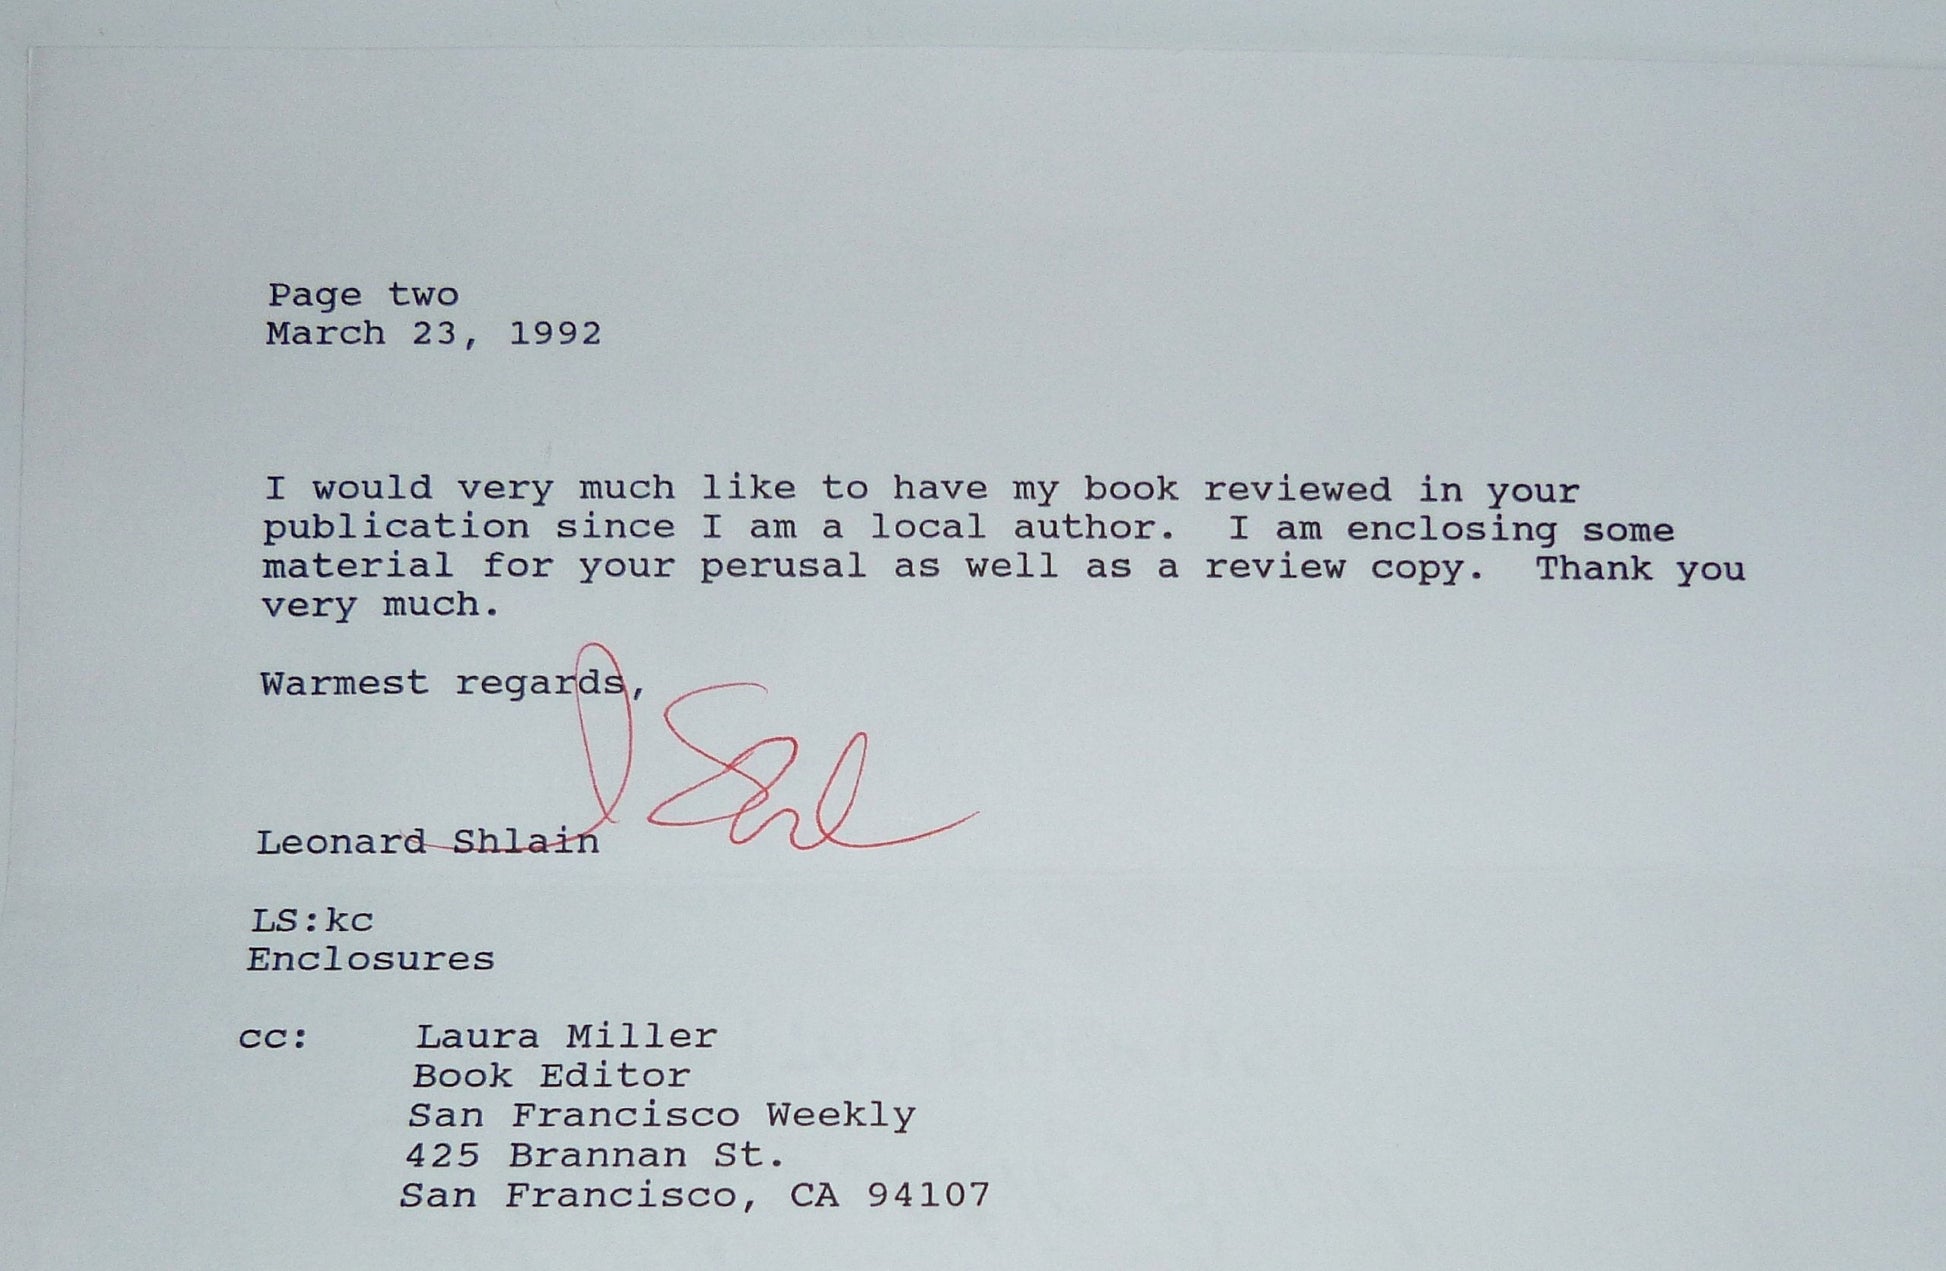 Page two
March 23, 1992
I would very much like to have my book reviewed in your
publication since I am a local author.  I am enclosing some
material for your perusal as well as a review copy.  Thank you
very much.
Warmest regards,
Leonard Shlain
LS:kc
Enclosures
cc: Laura Miller
Book Editor
San Francisco Weekly
425 Brannan St.
San Francisco, CA 94107